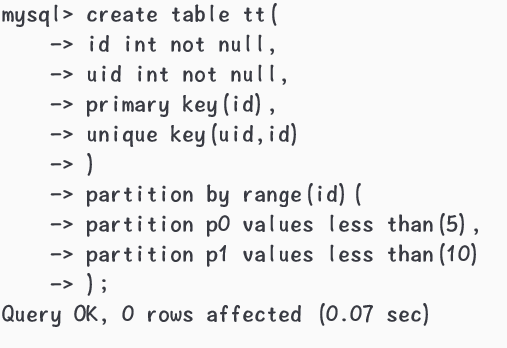 mysql> create table tt(
-> id int not null,
-> uid int not null,
-> primary key(id),
-> unique key(uid,id)
-> )
-> partition by range(id)(
-> partition p0 values less than(5),
-> partition p1 values less than(10)
-> );
Query OK, 0 rows affected (0.07 sec)